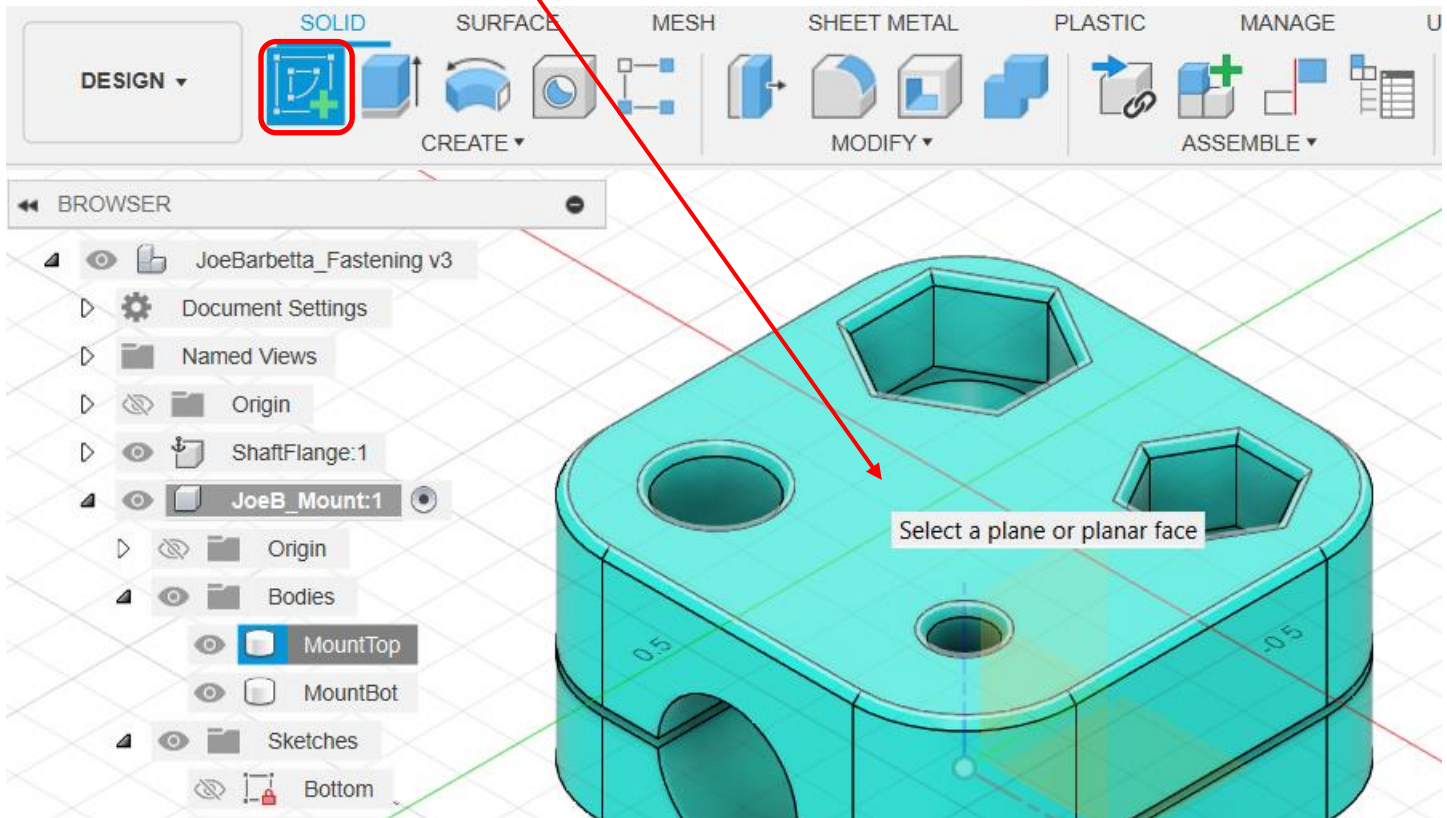 SOLID SURFACE MESH SHEET METAL PLASTIC MANAGE U
DESIGN ▾
CREATE ▾ MODIFY ▾ ASSEMBLE ▾
BROWSER
JoeBarbetta_Fastening v3
Document Settings
Named Views
Origin
ShaftFlange:1
JoeB_Mount:1
Origin
Bodies
MountTop
MountBot
Sketches
Bottom
Select a plane or planar face
0.5
-0.5